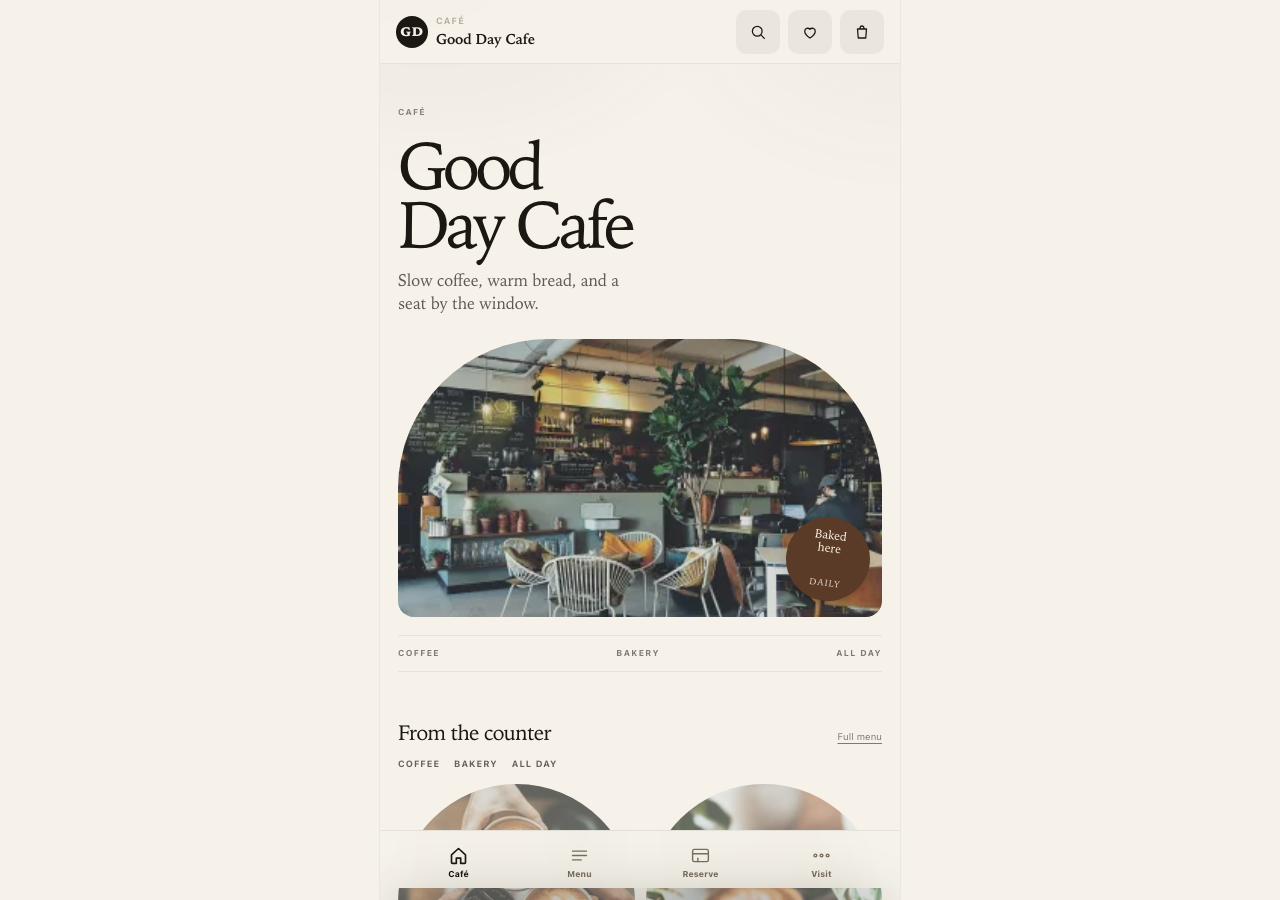 GD
CAFÉ
Good Day Cafe
CAFÉ
Good
Day Cafe
Slow coffee, warm bread, and a
seat by the window.
BROE
Baked
here
DAILY
COFFEE
BAKERY
ALL DAY
From the counter
Full menu
COFFEE
BAKERY
ALL DAY
Café
Menu
Reserve
Visit